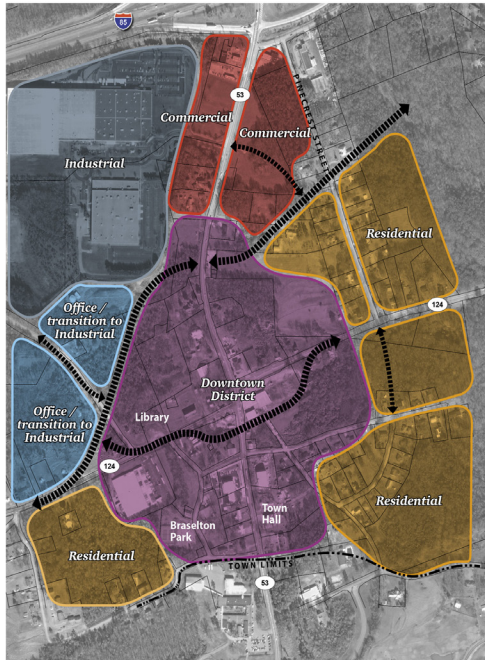 85
53
Commercial
Commercial
PINECREST STREET
Industrial
Residential
Office /
transition to
Industrial
124
Downtown
District
Office /
transition to
Industrial
Library
124
Town
Hall
Residential
Braselton
Park
Residential
TOWN LIMITS
53